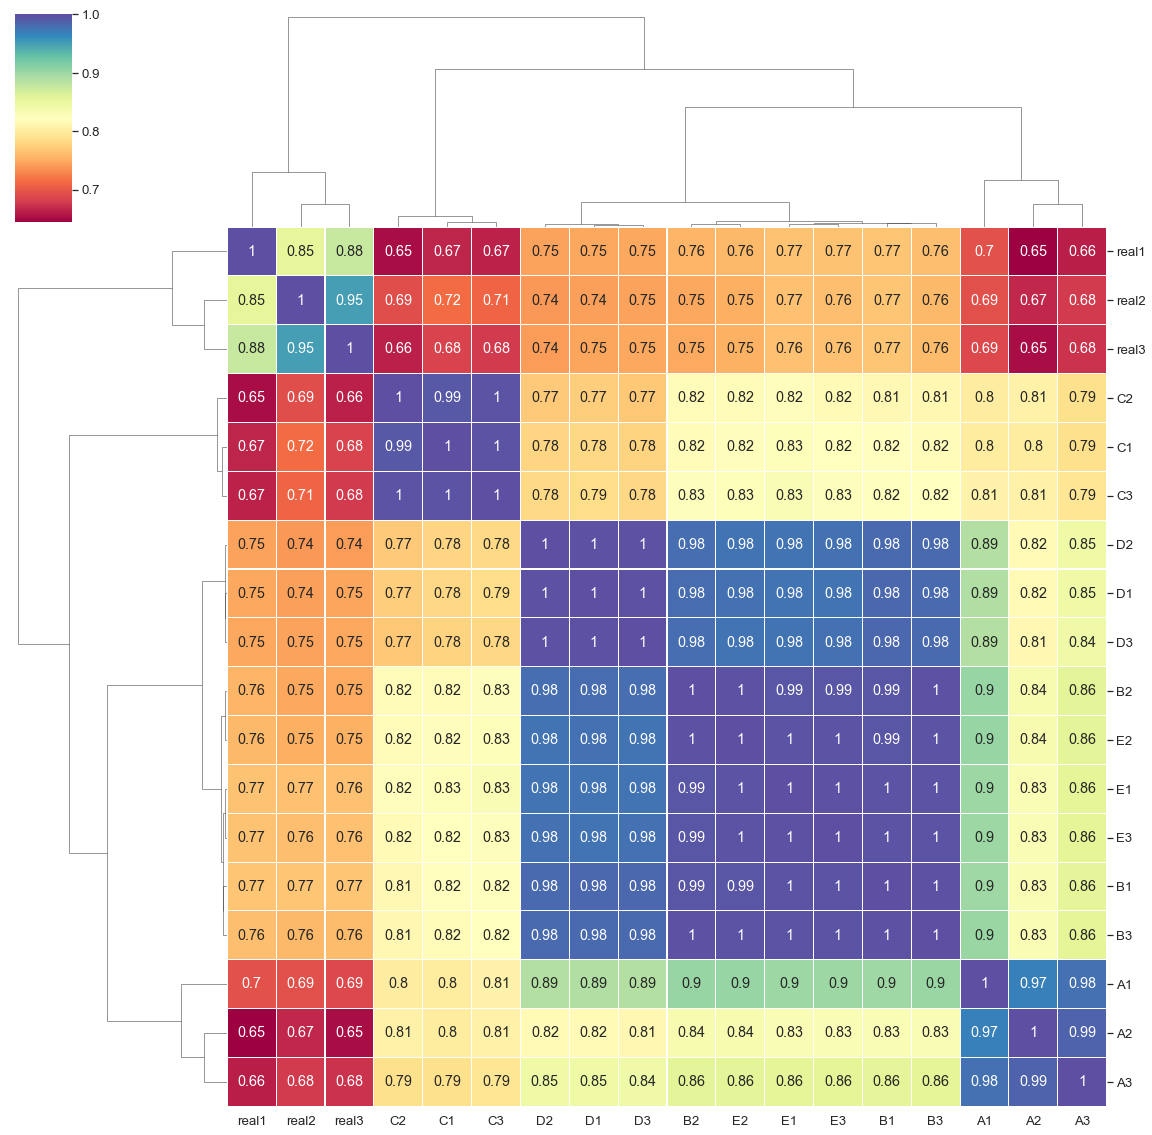 1.0
0.9
0.8
0.7
1 0.85 0.88 0.65 0.67 0.67 0.75 0.75 0.75 0.76 0.76 0.77 0.77 0.77 0.76 0.7 0.65 0.66 real1
0.85 1 0.95 0.69 0.72 0.71 0.74 0.74 0.75 0.75 0.75 0.77 0.76 0.77 0.76 0.69 0.67 0.68 real2
0.88 0.95 1 0.66 0.68 0.68 0.74 0.75 0.75 0.75 0.75 0.76 0.76 0.77 0.76 0.69 0.65 0.68 real3
0.65 0.69 0.66 1 0.99 1 0.77 0.77 0.77 0.82 0.82 0.82 0.82 0.81 0.81 0.8 0.81 0.79 C2
0.67 0.72 0.68 0.99 1 1 0.78 0.78 0.78 0.82 0.82 0.83 0.82 0.82 0.82 0.8 0.8 0.79 C1
0.67 0.71 0.68 1 1 1 0.78 0.79 0.78 0.83 0.83 0.83 0.83 0.82 0.82 0.81 0.81 0.79 C3
0.75 0.74 0.74 0.77 0.78 0.78 1 1 1 0.98 0.98 0.98 0.98 0.98 0.98 0.89 0.82 0.85 D2
0.75 0.74 0.75 0.77 0.78 0.79 1 1 1 0.98 0.98 0.98 0.98 0.98 0.98 0.89 0.82 0.85 D1
0.75 0.75 0.75 0.77 0.78 0.78 1 1 1 0.98 0.98 0.98 0.98 0.98 0.98 0.89 0.81 0.84 D3
0.76 0.75 0.75 0.82 0.82 0.83 0.98 0.98 0.98 1 1 0.99 0.99 0.99 1 0.9 0.84 0.86 B2
0.76 0.75 0.75 0.82 0.82 0.83 0.98 0.98 0.98 1 1 1 1 0.99 1 0.9 0.84 0.86 E2
0.77 0.77 0.76 0.82 0.83 0.83 0.98 0.98 0.98 0.99 1 1 1 1 1 0.9 0.83 0.86 E1
0.77 0.76 0.76 0.82 0.82 0.83 0.98 0.98 0.98 0.99 1 1 1 1 1 0.9 0.83 0.86 E3
0.77 0.77 0.77 0.81 0.82 0.82 0.98 0.98 0.98 0.99 0.99 1 1 1 1 0.9 0.83 0.86 B1
0.76 0.76 0.76 0.81 0.82 0.82 0.98 0.98 0.98 1 1 1 1 1 1 0.9 0.83 0.86 B3
0.7 0.69 0.69 0.8 0.8 0.81 0.89 0.89 0.89 0.9 0.9 0.9 0.9 0.9 0.9 1 0.97 0.98 A1
0.65 0.67 0.65 0.81 0.8 0.81 0.82 0.82 0.81 0.84 0.84 0.83 0.83 0.83 0.83 0.97 1 0.99 A2
0.66 0.68 0.68 0.79 0.79 0.79 0.85 0.85 0.84 0.86 0.86 0.86 0.86 0.86 0.86 0.98 0.99 1 A3
real1 real2 real3 C2 C1 C3 D2 D1 D3 B2 E2 E1 E3 B1 B3 A1 A2 A3